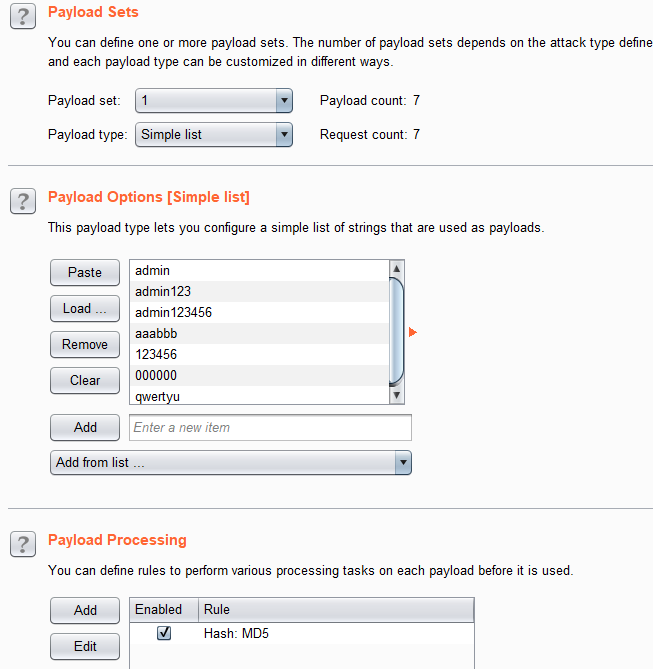 Payload Sets
You can define one or more payload sets. The number of payload sets depends on the attack type define
and each payload type can be customized in different ways.
Payload set: 1 Payload count: 7
Payload type: Simple list Request count: 7
Payload Options [Simple list]
This payload type lets you configure a simple list of strings that are used as payloads.
Paste admin
admin123
Load ... admin123456
aaabbb
Remove 123456
Clear 000000
qwertyu
Add Enter a new item
Add from list ...
Payload Processing
You can define rules to perform various processing tasks on each payload before it is used.
Add Enabled Rule
Hash: MD5
Edit